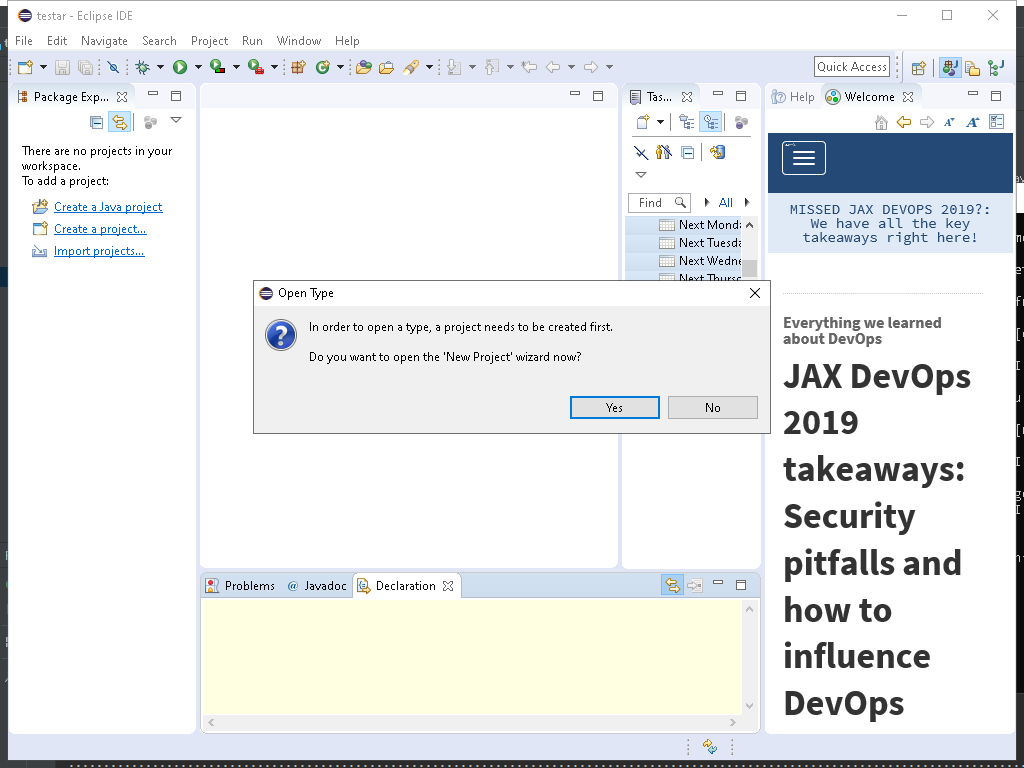 testar - Eclipse IDE
File Edit Navigate Search Project Run Window Help
Quick Access
Package Exp...
There are no projects in your
workspace.
To add a project:
Create a Java project
Create a project...
Import projects...
Tas...
Find
All
Next Monda
Next Tuesda
Next Wedne
Next Thursd
Help
Welcome
MISSED JAX DEVOPS 2019?:
We have all the key
takeaways right here!
Everything we learned
about DevOps
JAX DevOps
2019
takeaways:
Security
pitfalls and
how to
influence
DevOps
Open Type
In order to open a type, a project needs to be created first.
Do you want to open the 'New Project' wizard now?
Yes
No
Problems
@ Javadoc
Declaration